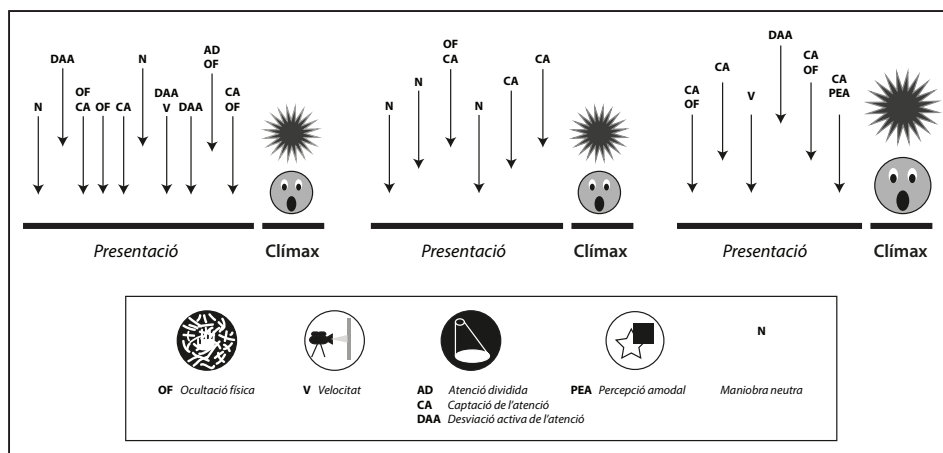 N
DAA
OF
CA
OF
CA
N
DAA
V
DAA
AD
OF
CA
OF
Presentació
Clímax
N
N
OF
CA
N
CA
CA
Presentació
Clímax
CA
OF
CA
V
DAA
CA
OF
CA
PEA
Presentació
Clímax
OF Ocultació física
V Velocitat
AD Atenció dividida
CA Captació de l'atenció
DAA Desviació activa de l'atenció
PEA Percepció amodal
N
Maniobra neutra